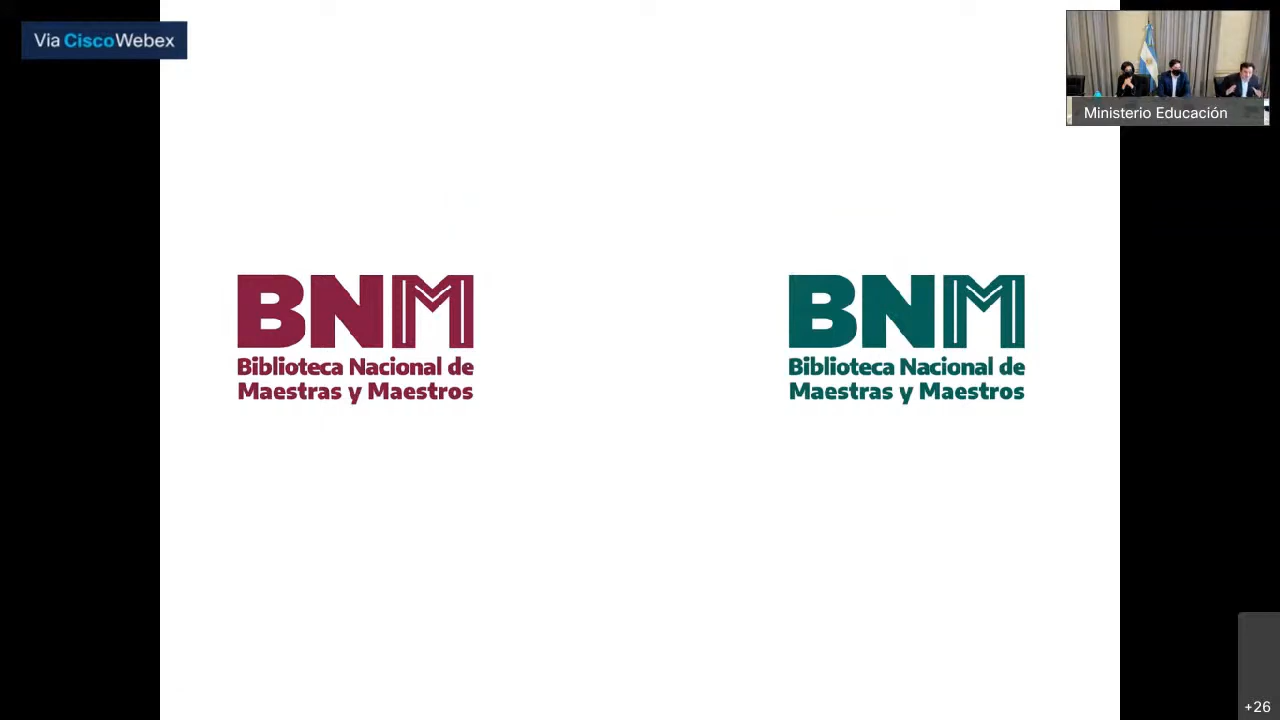 Via CiscoWebex
Ministerio Educación
BNM
Biblioteca Nacional de
Maestras y Maestros
BNM
Biblioteca Nacional de
Maestras y Maestros
+26